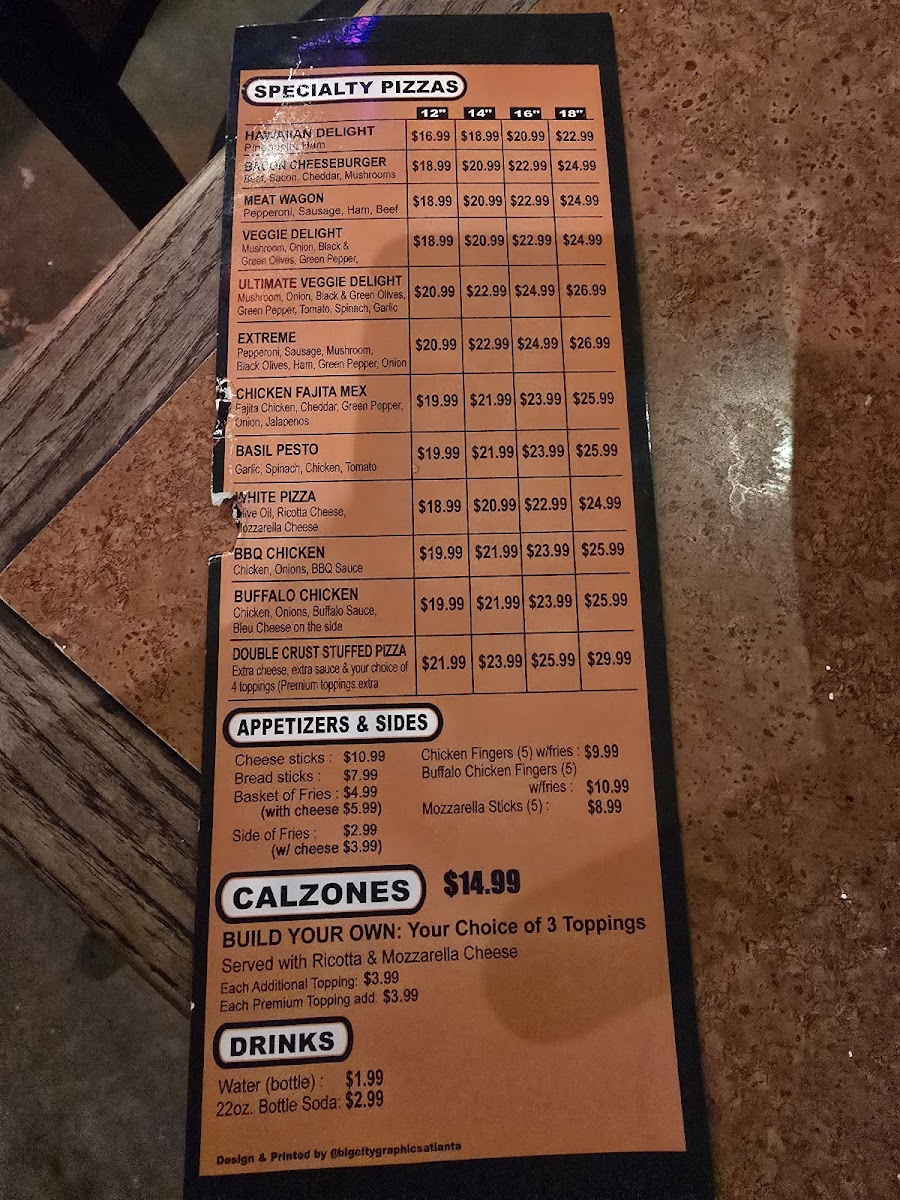 SPECIALTY PIZZAS
12" 14" 16" 18"
HAWAIIAN DELIGHT $16.99 $18.99 $20.99 $22.99
Pineapple, Ham
BACON CHEESEBURGER $18.99 $20.99 $22.99 $24.99
Beef, Bacon, Cheddar, Mushrooms
MEAT WAGON $18.99 $20.99 $22.99 $24.99
Pepperoni, Sausage, Ham, Beef
VEGGIE DELIGHT $18.99 $20.99 $22.99 $24.99
Mushroom, Onion, Black &
Green Olives, Green Pepper,
ULTIMATE VEGGIE DELIGHT $20.99 $22.99 $24.99 $26.99
Mushroom, Onion, Black & Green Olives,
Green Pepper, Tomato, Spinach, Garlic
EXTREME $20.99 $22.99 $24.99 $26.99
Pepperoni, Sausage, Mushroom,
Black Olives, Ham, Green Pepper, Onion
CHICKEN FAJITA MEX $19.99 $21.99 $23.99 $25.99
Fajita Chicken, Cheddar, Green Pepper,
Onion, Jalapenos
BASIL PESTO $19.99 $21.99 $23.99 $25.99
Garlic, Spinach, Chicken, Tomato
WHITE PIZZA $18.99 $20.99 $22.99 $24.99
Olive Oil, Ricotta Cheese,
Mozzarella Cheese
BBQ CHICKEN $19.99 $21.99 $23.99 $25.99
Chicken, Onions, BBQ Sauce
BUFFALO CHICKEN $19.99 $21.99 $23.99 $25.99
Chicken, Onions, Buffalo Sauce,
Bleu Cheese on the side
DOUBLE CRUST STUFFED PIZZA $21.99 $23.99 $25.99 $29.99
Extra cheese, extra sauce & your choice of
4 toppings (Premium toppings extra
APPETIZERS & SIDES
Cheese sticks : $10.99
Bread sticks : $7.99
Basket of Fries : $4.99
(with cheese $5.99)
Side of Fries : $2.99
(w/ cheese $3.99)
Chicken Fingers (5) w/fries : $9.99
Buffalo Chicken Fingers (5)
w/fries : $10.99
Mozzarella Sticks (5) : $8.99
CALZONES $14.99
BUILD YOUR OWN: Your Choice of 3 Toppings
Served with Ricotta & Mozzarella Cheese
Each Additional Topping: $3.99
Each Premium Topping add. $3.99
DRINKS
Water (bottle) : $1.99
22oz. Bottle Soda: $2.99
Design & Printed by @bigcitygraphicsatlanta